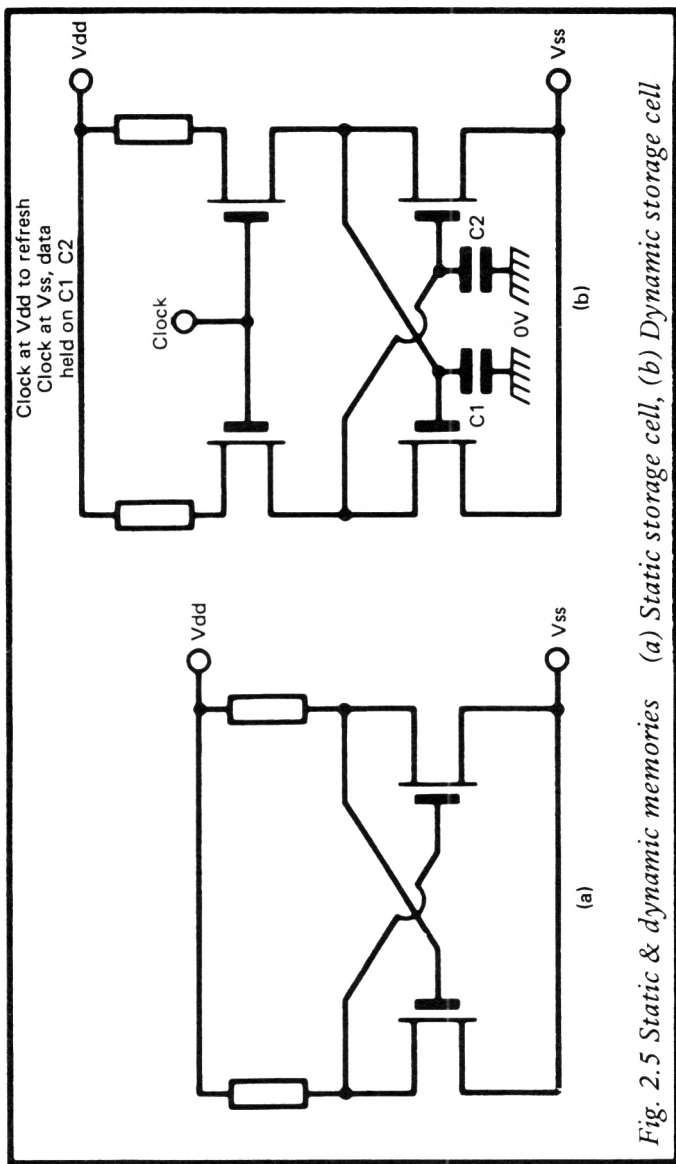 Vdd
Vss
(a)
Clock at Vdd to refresh
Clock at Vss, data
held on C1 C2
Vdd
Clock
C1
C2
0V
Vss
(b)
Fig. 2.5 Static & dynamic memories (a) Static storage cell, (b) Dynamic storage cell